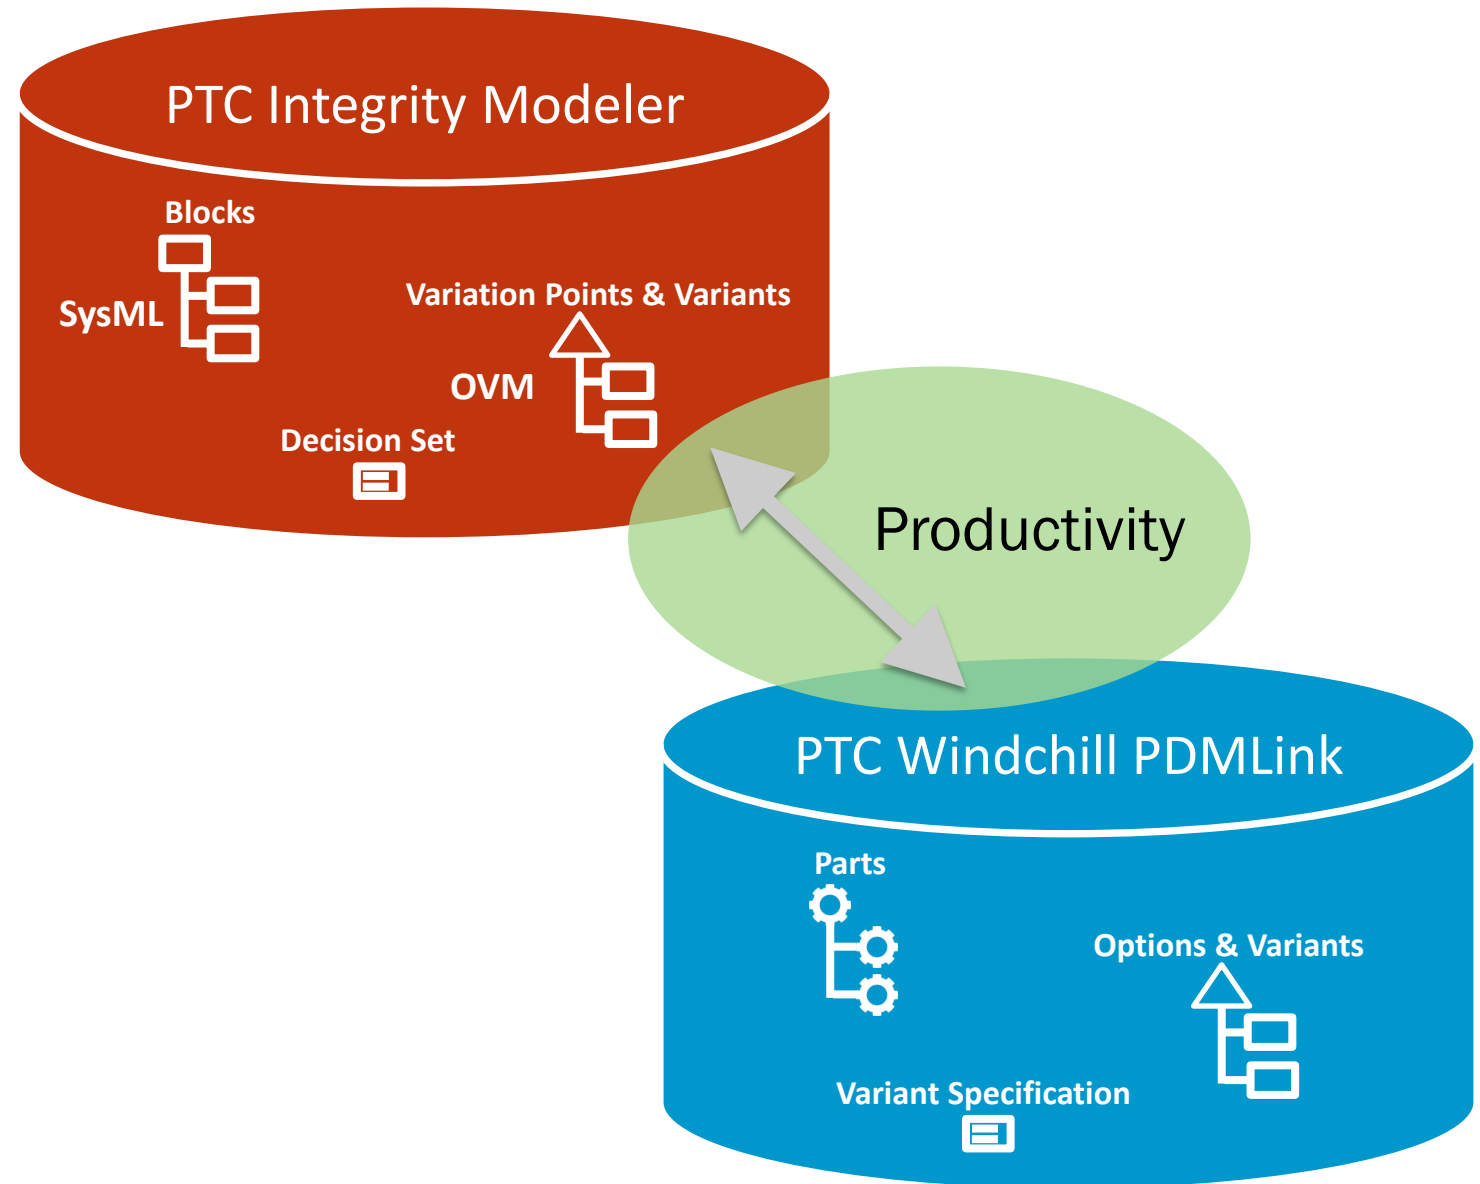 PTC Integrity Modeler
Blocks
SysML
Variation Points & Variants
OVM
Decision Set
Productivity
PTC Windchill PDMLink
Parts
Options & Variants
Variant Specification